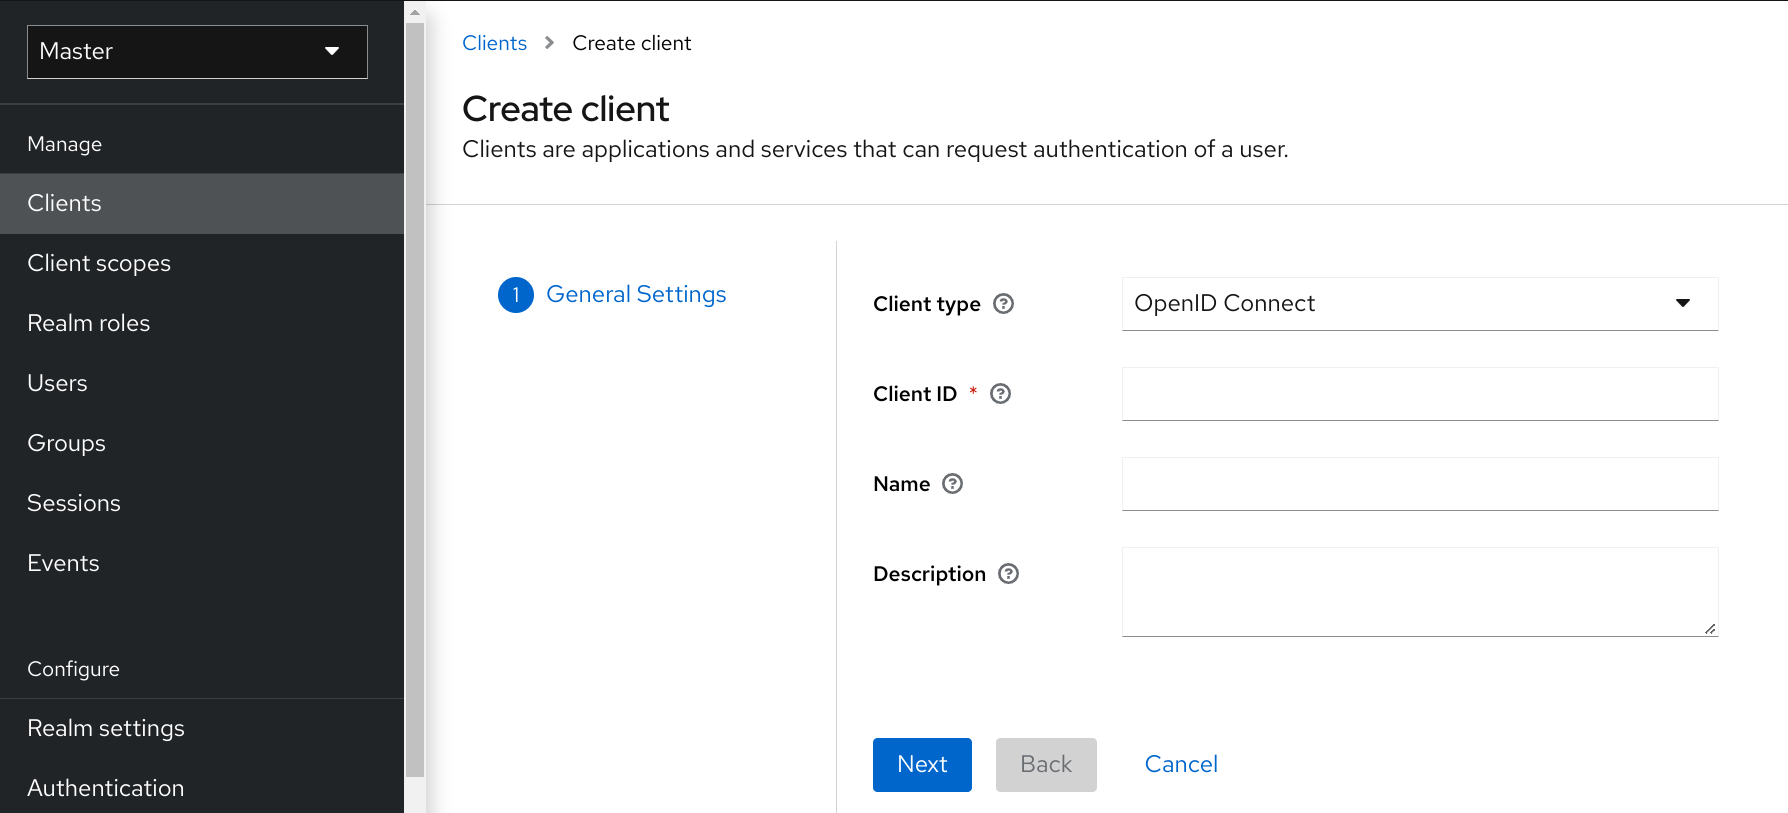 Master
Manage
Clients
Client scopes
Realm roles
Users
Groups
Sessions
Events
Configure
Realm settings
Authentication
Clients > Create client
Create client
Clients are applications and services that can request authentication of a user.
1 General Settings
Client type ?
OpenID Connect
Client ID * ?
Name ?
Description ?
Next Back Cancel